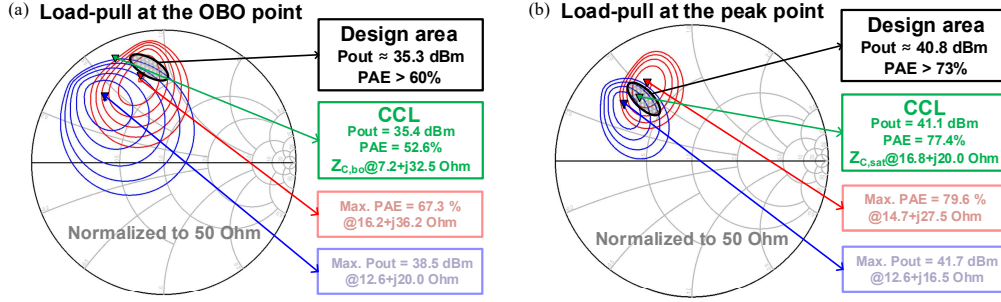 (a) Load-pull at the OBO point
Design area
Pout ≈ 35.3 dBm
PAE > 60%
CCL
Pout = 35.4 dBm
PAE = 52.6%
Z_C,bo@7.2+j32.5 Ohm
Max. PAE = 67.3 %
@16.2+j36.2 Ohm
Max. Pout = 38.5 dBm
@12.6+j20.0 Ohm
Normalized to 50 Ohm
(b) Load-pull at the peak point
Design area
Pout ≈ 40.8 dBm
PAE > 73%
CCL
Pout = 41.1 dBm
PAE = 77.4%
Z_C,sat@16.8+j20.0 Ohm
Max. PAE = 79.6 %
@14.7+j27.5 Ohm
Max. Pout = 41.7 dBm
@12.6+j16.5 Ohm
Normalized to 50 Ohm